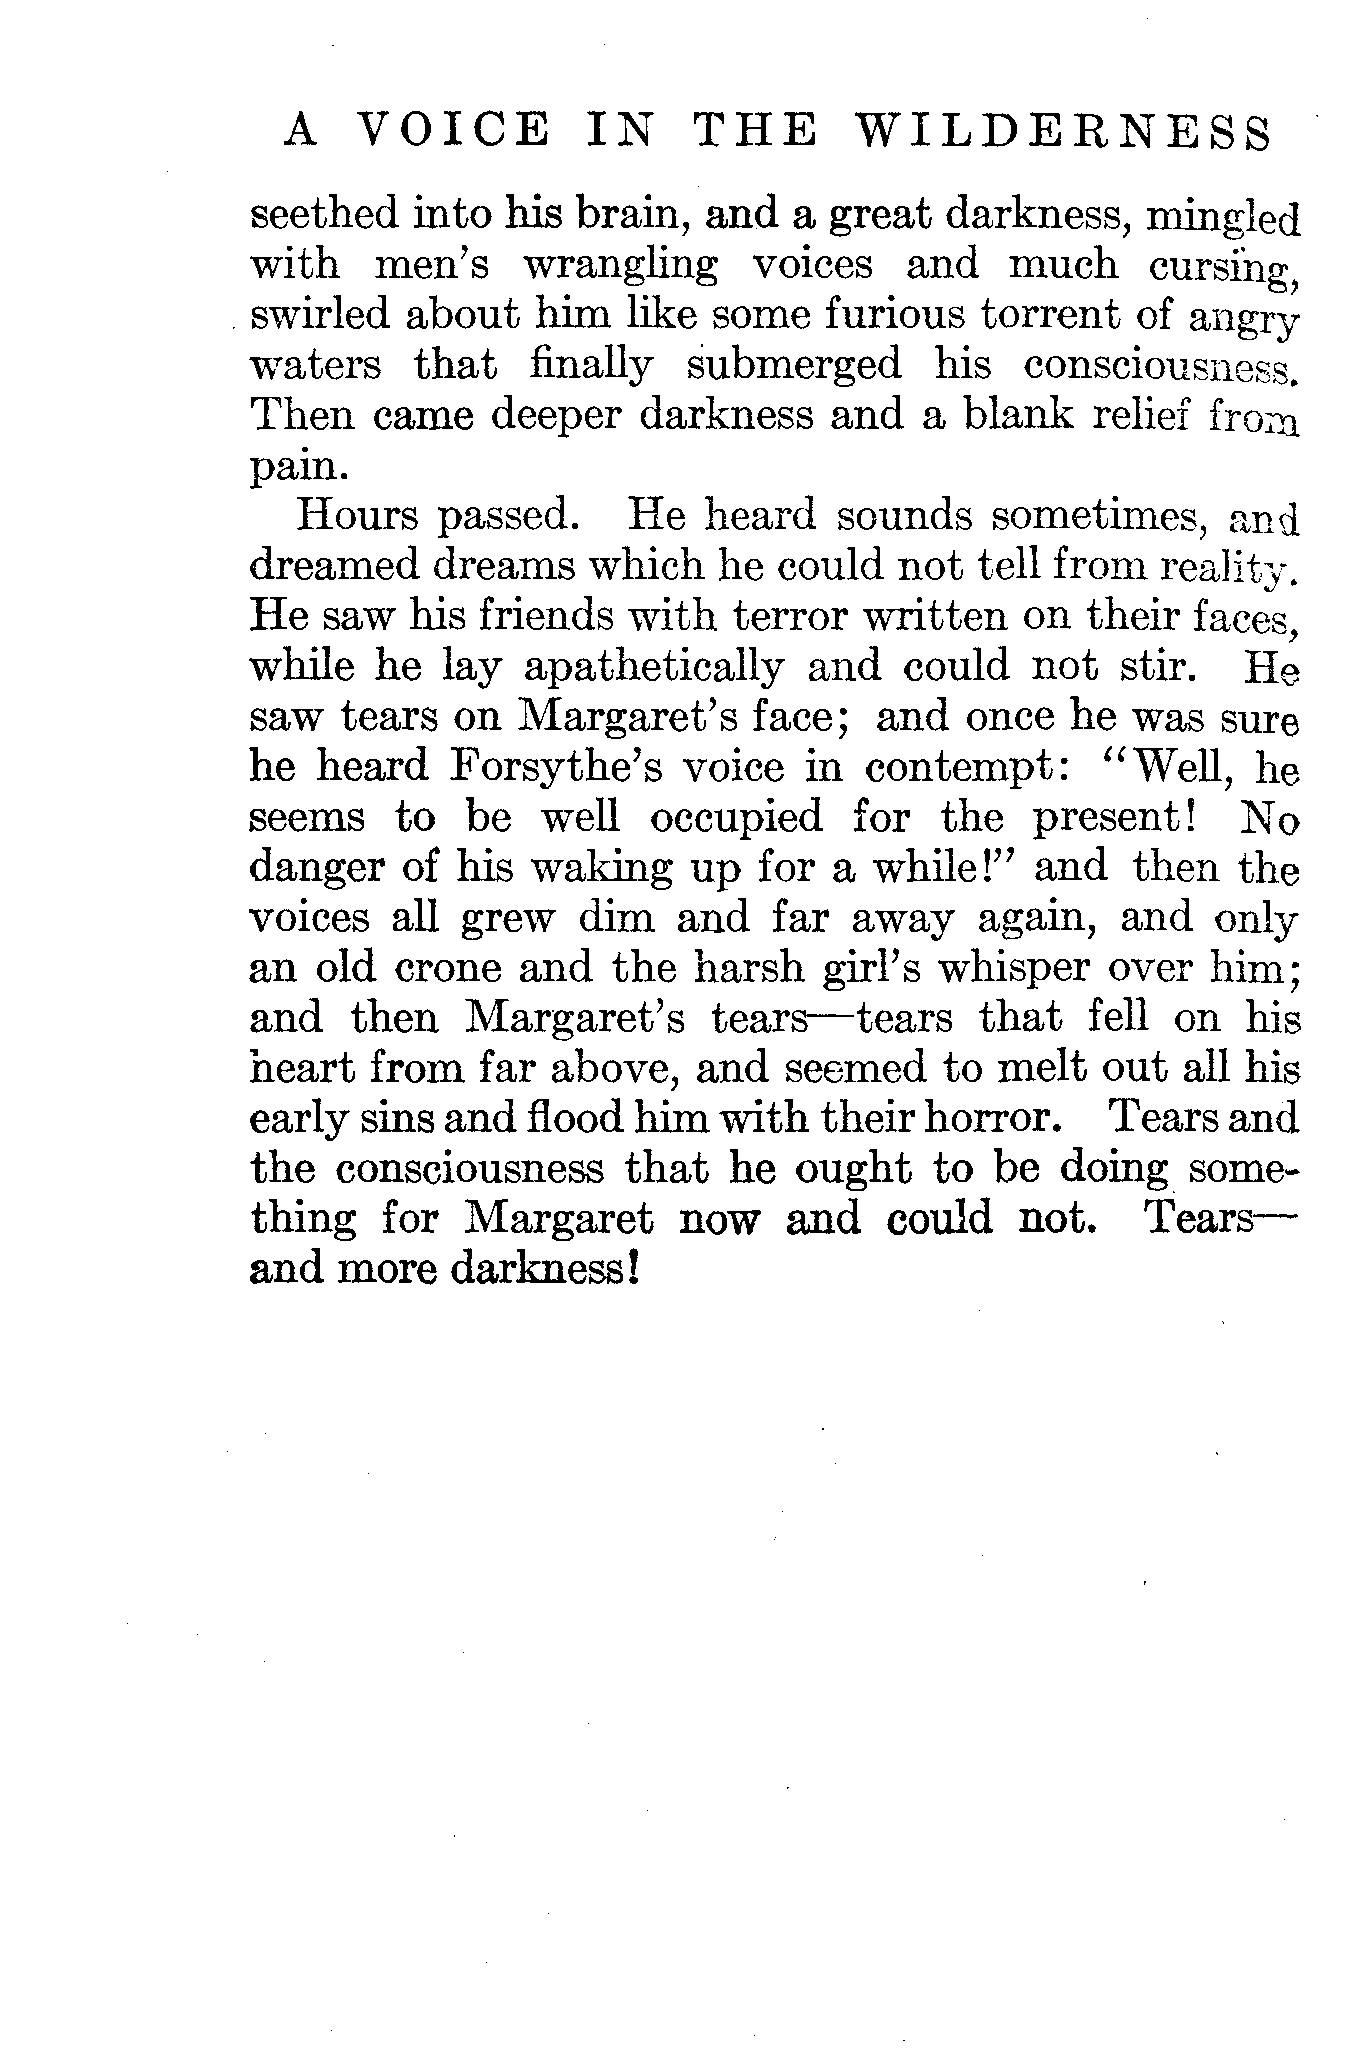 A VOICE IN THE WILDERNESS
seethed into his brain, and a great darkness, mingled
with men's wrangling voices and much cursing,
swirled about him like some furious torrent of angry
waters that finally submerged his consciousness.
Then came deeper darkness and a blank relief from
pain.
Hours passed. He heard sounds sometimes, and
dreamed dreams which he could not tell from reality.
He saw his friends with terror written on their faces,
while he lay apathetically and could not stir. He
saw tears on Margaret's face; and once he was sure
he heard Forsythe's voice in contempt: “Well, he
seems to be well occupied for the present! No
danger of his waking up for a while!” and then the
voices all grew dim and far away again, and only
an old crone and the harsh girl's whisper over him;
and then Margaret's tears—tears that fell on his
heart from far above, and seemed to melt out all his
early sins and flood him with their horror. Tears and
the consciousness that he ought to be doing some-
thing for Margaret now and could not. Tears—
and more darkness!